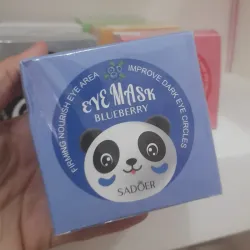 FIRMING NOURISH EYE AREA
IMPROVE DARK EYE CIRCLES
EYE MASK
BLUEBERRY
SADOER